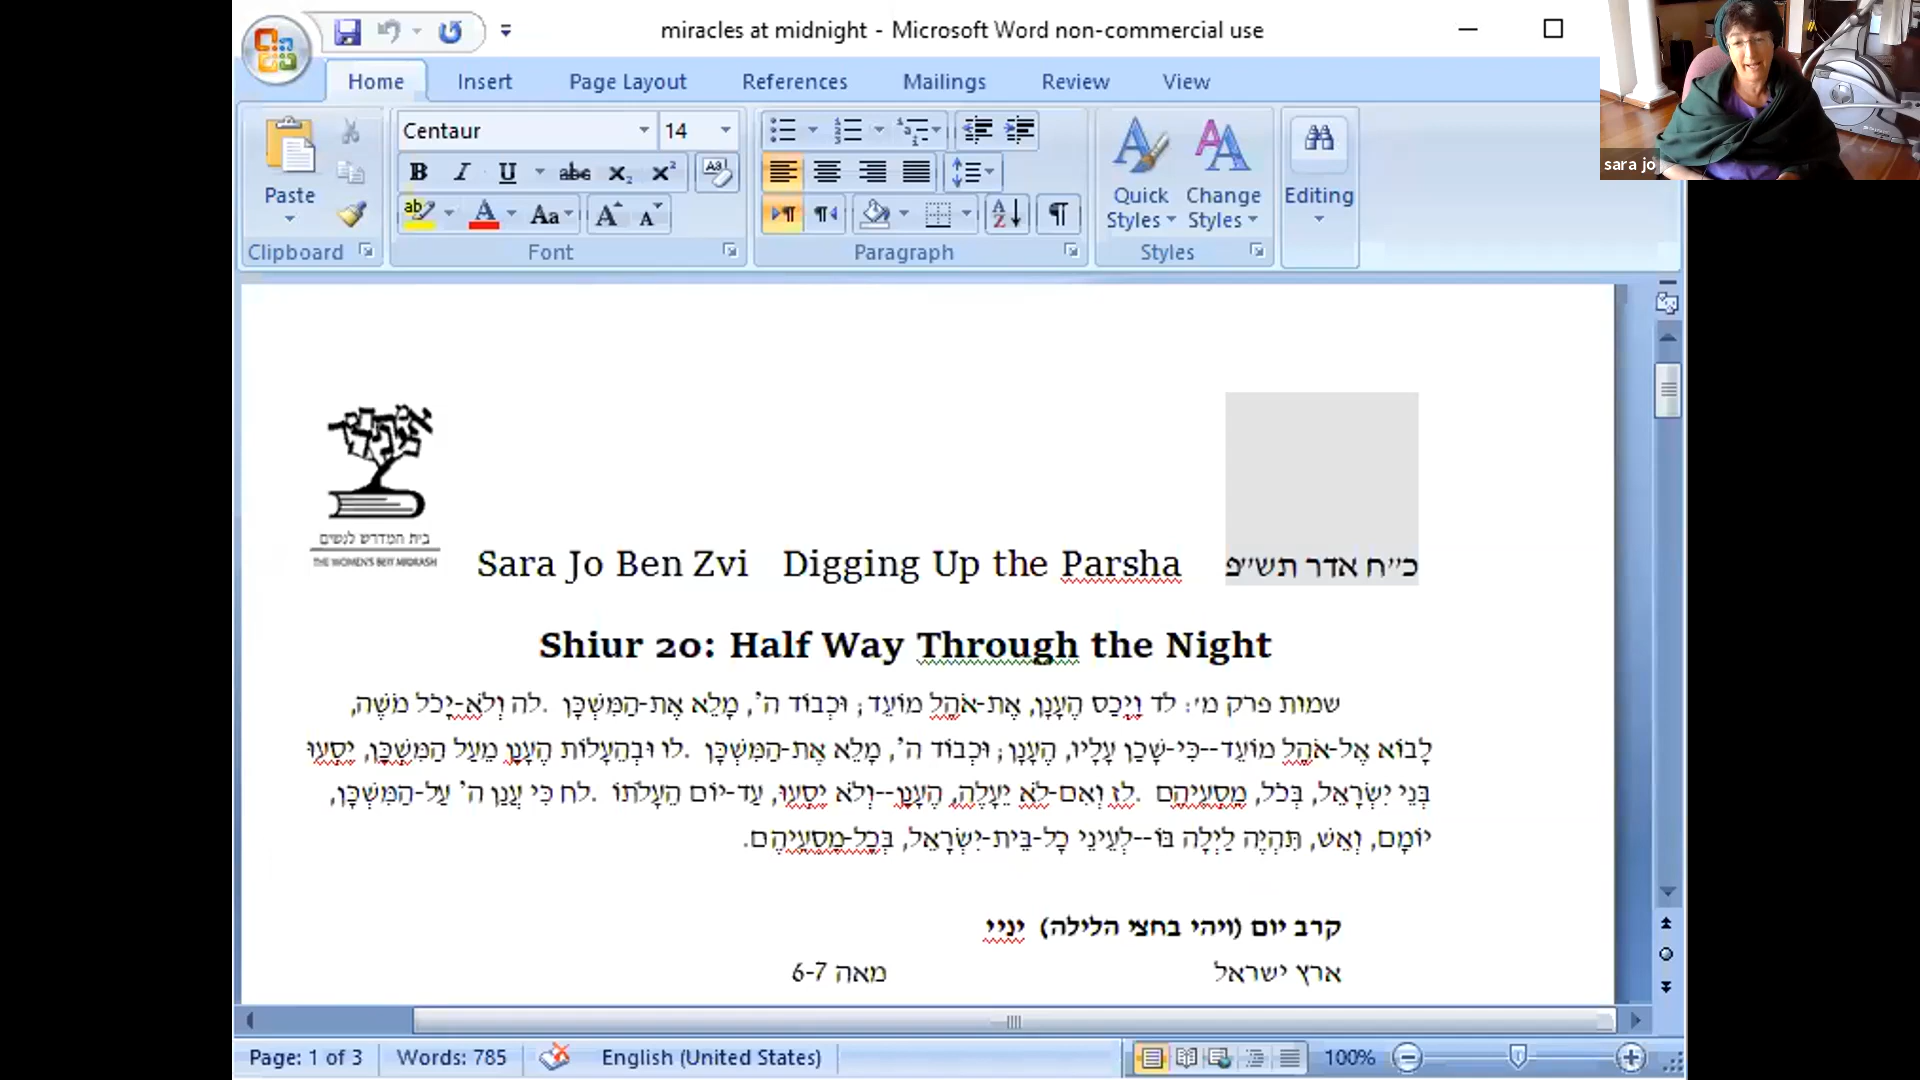 miracles at midnight - Microsoft Word non-commercial use
Home Insert Page Layout References Mailings Review View
sara jo
Paste
Clipboard
Centaur 14
B I U abc X₂ X²
Aa A A
Font
Paragraph
Quick Styles Change Styles
Styles
Editing
בית המדרש לנשים
THE WOMEN'S BEIT MIDRASH
Sara Jo Ben Zvi Digging Up the Parsha כ״ח אדר תש״פ
Shiur 20: Half Way Through the Night
שמות פרק מ': לד וַיְכַס הֶעָנָן, אֶת-אֹהֶל מוֹעֵד; וּכְבוֹד ה', מָלֵא אֶת-הַמִּשְׁכָּן. לה וְלֹא-יָכֹל מֹשֶׁה,
לָבוֹא אֶל-אֹהֶל מוֹעֵד--כִּי-שָׁכַן עָלָיו, הֶעָנָן; וּכְבוֹד ה', מָלֵא אֶת-הַמִּשְׁכָּן. לו וּבְהֵעָלוֹת הֶעָנָן מֵעַל הַמִּשְׁכָּן, יִסְעוּ
בְּנֵי יִשְׂרָאֵל, בְּכֹל, מַסְעֵיהֶם. לז וְאִם-לֹא יֵעָלֶה, הֶעָנָן--וְלֹא יִסְעוּ, עַד-יוֹם הֵעָלֹתוֹ. לח כִּי עֲנַן ה' עַל-הַמִּשְׁכָּן,
יוֹמָם, וְאֵשׁ, תִּהְיֶה לַיְלָה בּוֹ--לְעֵינֵי כָל-בֵּית-יִשְׂרָאֵל, בְּכָל-מַסְעֵיהֶם.
קרב יום (ויהי בחצי הלילה) יניי
ארץ ישראל מאה 6-7
Page: 1 of 3 Words: 785 English (United States) 100%